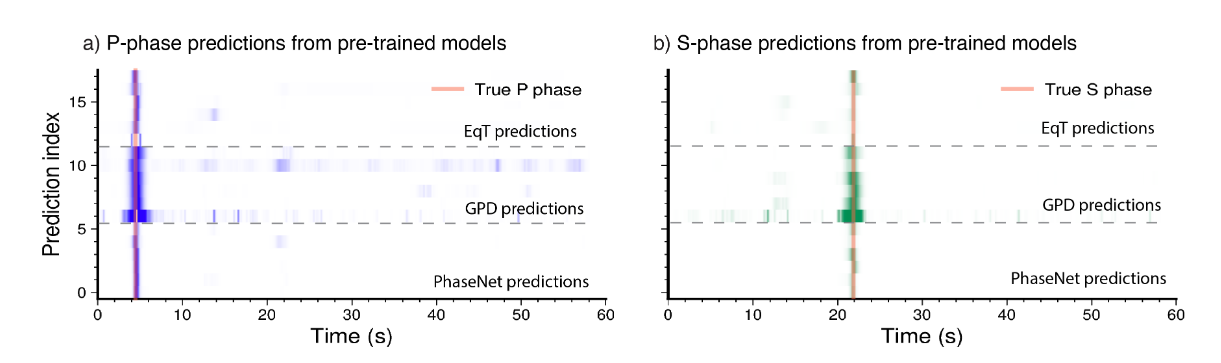 a) P-phase predictions from pre-trained models
b) S-phase predictions from pre-trained models
Prediction index
15
10
5
0
True P phase
EqT predictions
GPD predictions
PhaseNet predictions
0 10 20 30 40 50 60
Time (s)
True S phase
EqT predictions
GPD predictions
PhaseNet predictions
0 10 20 30 40 50 60
Time (s)